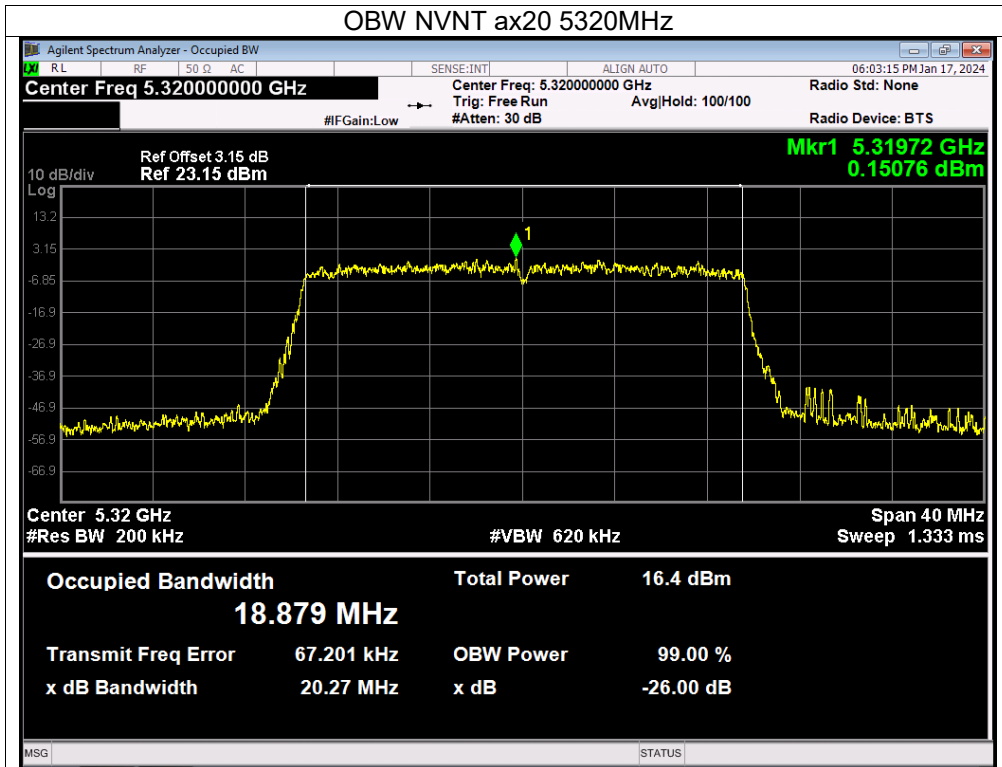 OBW NVNT ax20 5320MHz
Agilent Spectrum Analyzer - Occupied BW
LXI RL RF 50 Ω AC SENSE:INT ALIGN AUTO 06:03:15 PM Jan 17, 2024
Center Freq 5.320000000 GHz Center Freq: 5.320000000 GHz Radio Std: None
Trig: Free Run Avg|Hold: 100/100
#IFGain:Low #Atten: 30 dB Radio Device: BTS
Mkr1 5.31972 GHz
0.15076 dBm
Ref Offset 3.15 dB
10 dB/div Ref 23.15 dBm
Log
13.2
1
3.15
-6.85
-16.9
-26.9
-36.9
-46.9
-56.9
-66.9
Center 5.32 GHz Span 40 MHz
#Res BW 200 kHz #VBW 620 kHz Sweep 1.333 ms
Occupied Bandwidth Total Power 16.4 dBm
18.879 MHz
Transmit Freq Error 67.201 kHz OBW Power 99.00 %
x dB Bandwidth 20.27 MHz x dB -26.00 dB
MSG STATUS